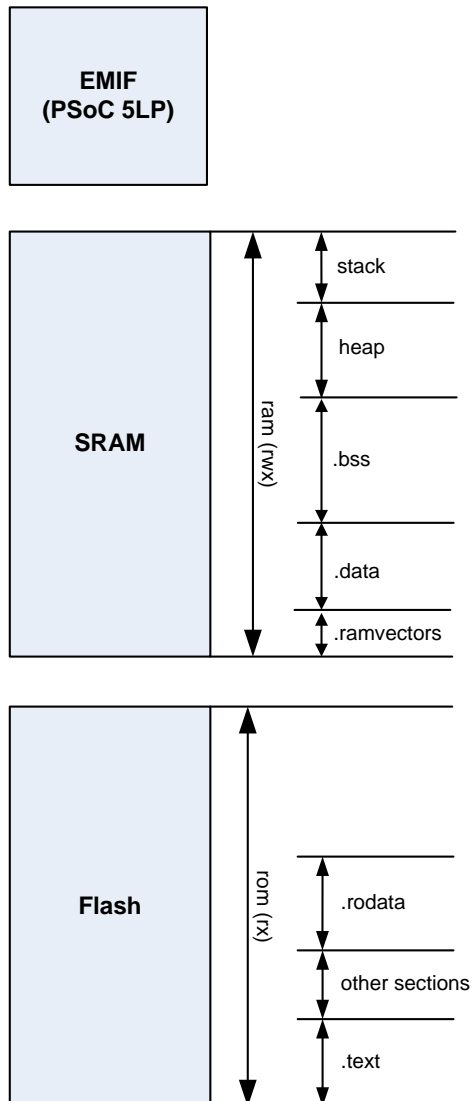 EMIF
(PSoC 5LP)
stack
heap
ram (rwx)
SRAM
.bss
.data
.ramvectors
rom (rx)
Flash
.rodata
other sections
.text